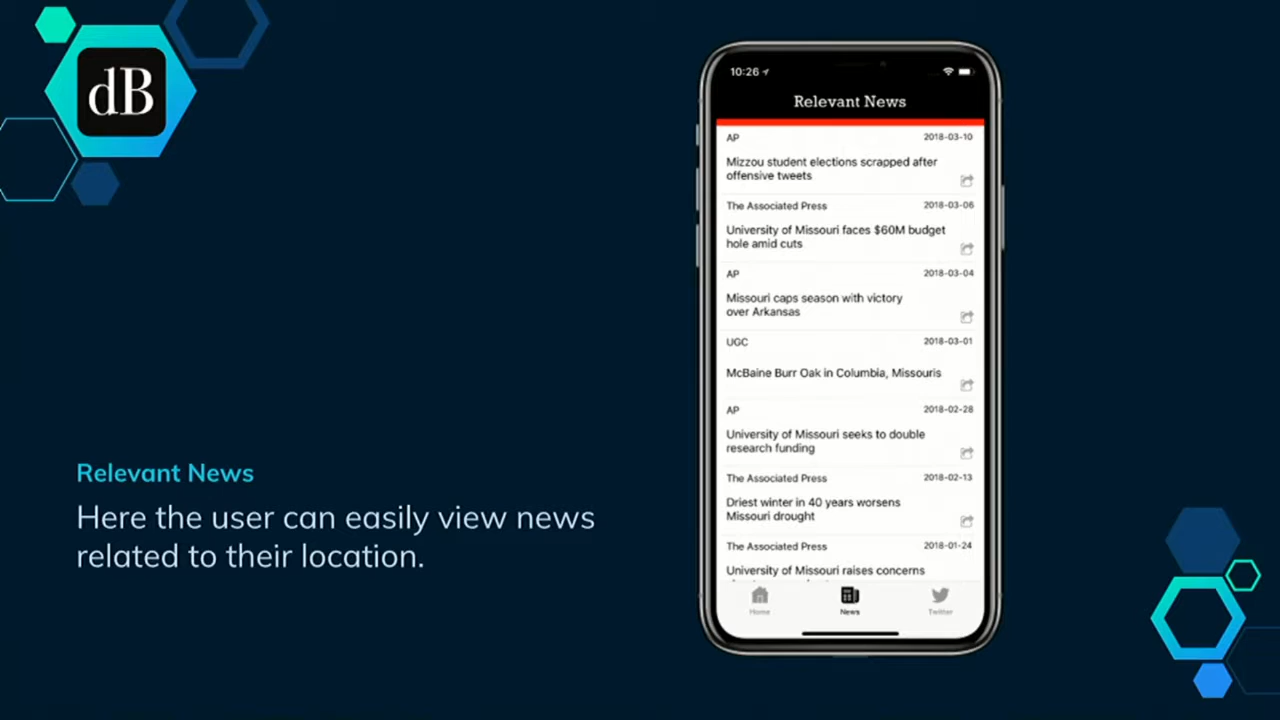 dB
10:26
Relevant News
AP 2018-03-10
Mizzou student elections scrapped after
offensive tweets
The Associated Press 2018-03-06
University of Missouri faces $60M budget
hole amid cuts
AP 2018-03-04
Missouri caps season with victory
over Arkansas
UGC 2018-03-01
McBaine Burr Oak in Columbia, Missouris
AP 2018-02-28
University of Missouri seeks to double
research funding
The Associated Press 2018-02-13
Driest winter in 40 years worsens
Missouri drought
The Associated Press 2018-01-24
University of Missouri raises concerns
Home News Twitter
Relevant News
Here the user can easily view news
related to their location.